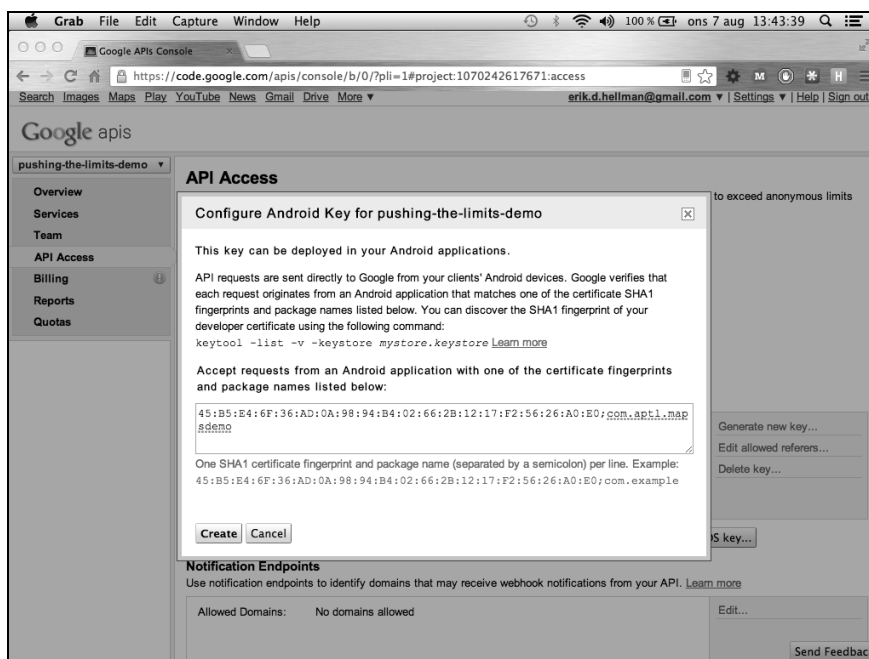 Grab File Edit Capture Window Help 100 % ons 7 aug 13:43:39
Google APIs Console
https://code.google.com/apis/console/b/0/?pli=1#project:1070242617671:access
Search Images Maps Play YouTube News Gmail Drive More ▼ erik.d.hellman@gmail.com ▼ | Settings ▼ | Help | Sign out
Google apis
pushing-the-limits-demo ▼
Overview
Services
Team
API Access
Billing
Reports
Quotas
API Access
to exceed anonymous limits
Configure Android Key for pushing-the-limits-demo
This key can be deployed in your Android applications.
API requests are sent directly to Google from your clients' Android devices. Google verifies that
each request originates from an Android application that matches one of the certificate SHA1
fingerprints and package names listed below. You can discover the SHA1 fingerprint of your
developer certificate using the following command:
keytool -list -v -keystore mystore.keystore Learn more
Accept requests from an Android application with one of the certificate fingerprints
and package names listed below:
45:B5:E4:6F:36:AD:0A:98:94:B4:02:66:2B:12:17:F2:56:26:A0:E0;com.aptl.map
sdemo
One SHA1 certificate fingerprint and package name (separated by a semicolon) per line. Example:
45:B5:E4:6F:36:AD:0A:98:94:B4:02:66:2B:12:17:F2:56:26:A0:E0;com.example
Create Cancel
Generate new key...
Edit allowed referers...
Delete key...
S key...
Notification Endpoints
Use notification endpoints to identify domains that may receive webhook notifications from your API. Learn more
Allowed Domains: No domains allowed
Edit...
Send Feedbac